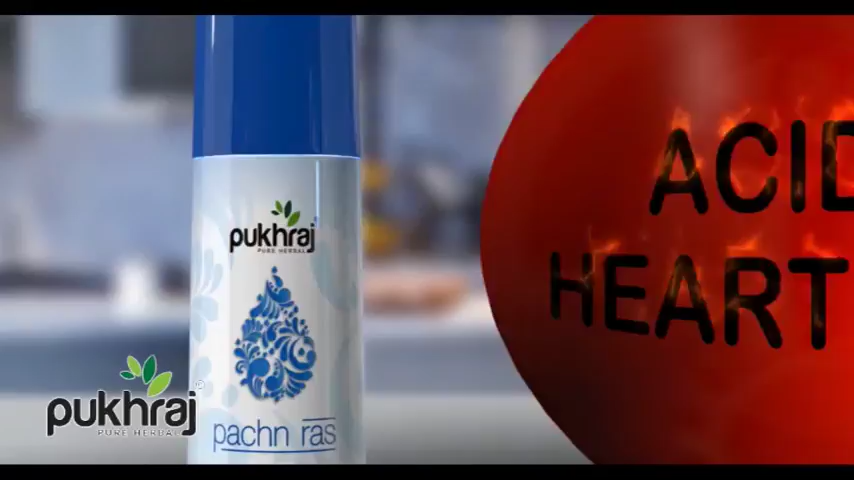 pukhraj
PURE HERBAL
pachn ras
ACID
HEART
pukhraj
PURE HERBAL